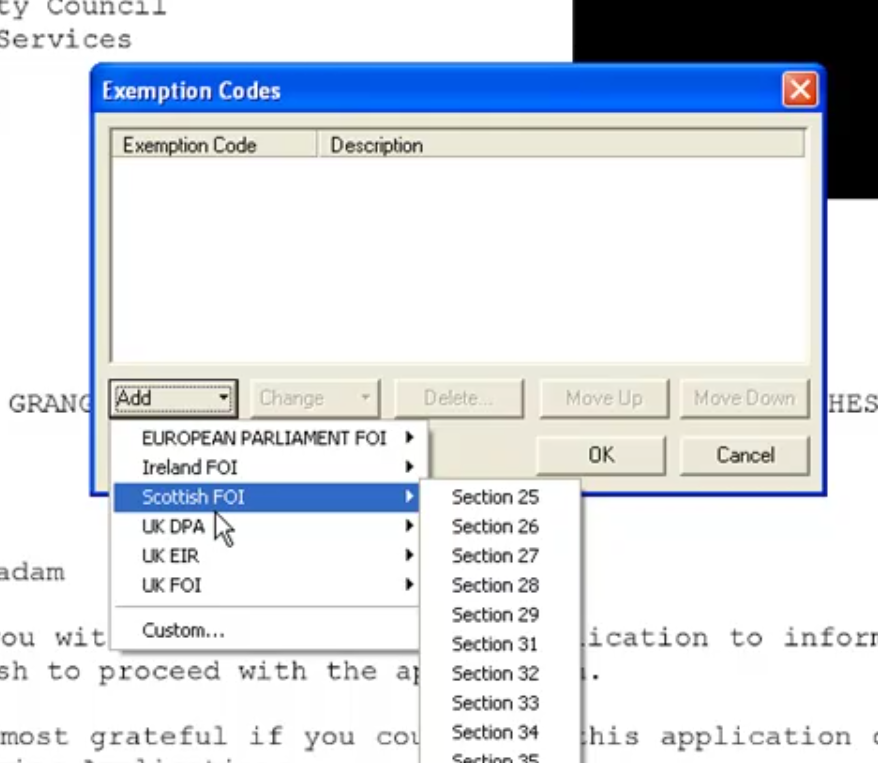 ty Council
Services
Exemption Codes
Exemption Code Description
GRANG
HES
Add Change Delete... Move Up Move Down
OK Cancel
EUROPEAN PARLIAMENT FOI
Ireland FOI
Scottish FOI
UK DPA
UK EIR
UK FOI
Custom...
Section 25
Section 26
Section 27
Section 28
Section 29
Section 31
Section 32
Section 33
Section 34
Section 35
adam
ou wit ication to inform
sh to proceed with the ap .
most grateful if you cou this application